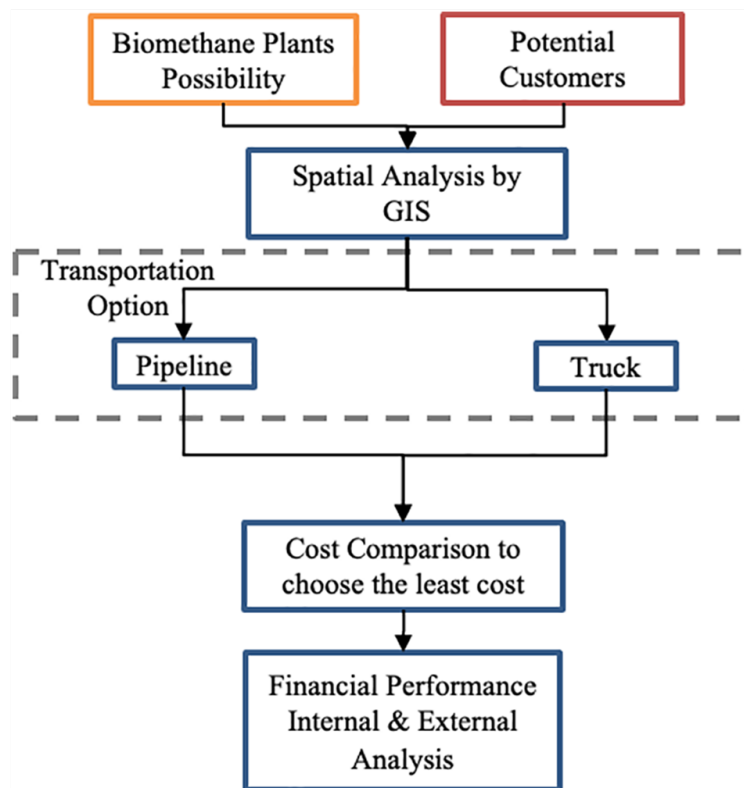 Biomethane Plants
Possibility
Potential
Customers
Spatial Analysis by
GIS
Transportation
Option
Pipeline
Truck
Cost Comparison to
choose the least cost
Financial Performance
Internal & External
Analysis